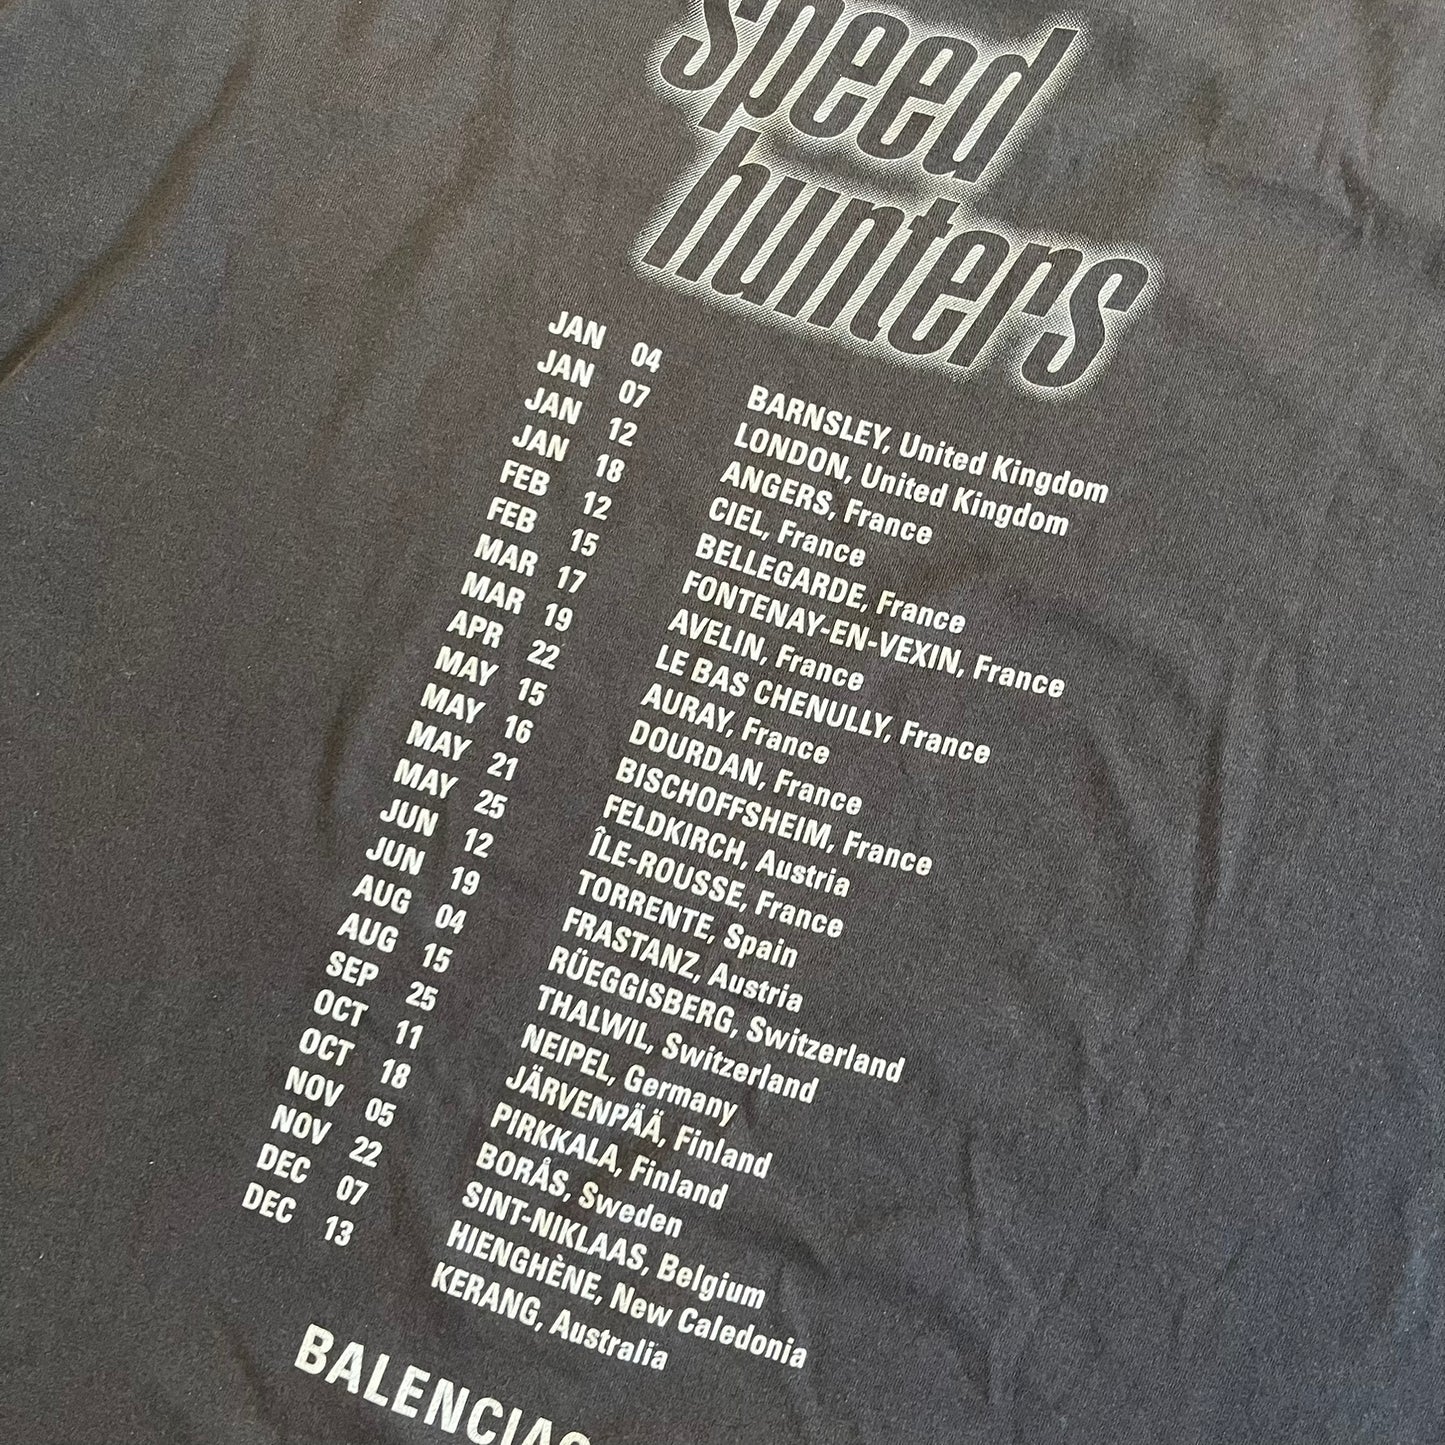 speed
hunters
JAN 04 BARNSLEY, United Kingdom
JAN 07 LONDON, United Kingdom
JAN 12 ANGERS, France
JAN 18 CIEL, France
FEB 12 BELLEGARDE, France
FEB 15 FONTENAY-EN-VEXIN, France
MAR 17 AVELIN, France
MAR 19 LE BAS CHENULLY, France
APR 22 AURAY, France
MAY 15 DOURDAN, France
MAY 16 BISCHOFFSHEIM, France
MAY 21 FELDKIRCH, Austria
MAY 25 ÎLE-ROUSSE, France
JUN 12 TORRENTE, Spain
JUN 19 FRASTANZ, Austria
AUG 04 RÜEGGISBERG, Switzerland
AUG 15 THALWIL, Switzerland
SEP 25 NEIPEL, Germany
OCT 11 JÄRVENPÄÄ, Finland
OCT 18 PIRKKALA, Finland
NOV 05 BORÅS, Sweden
NOV 22 SINT-NIKLAAS, Belgium
DEC 07 HIENGHÈNE, New Caledonia
DEC 13 KERANG, Australia
BALENCIAG